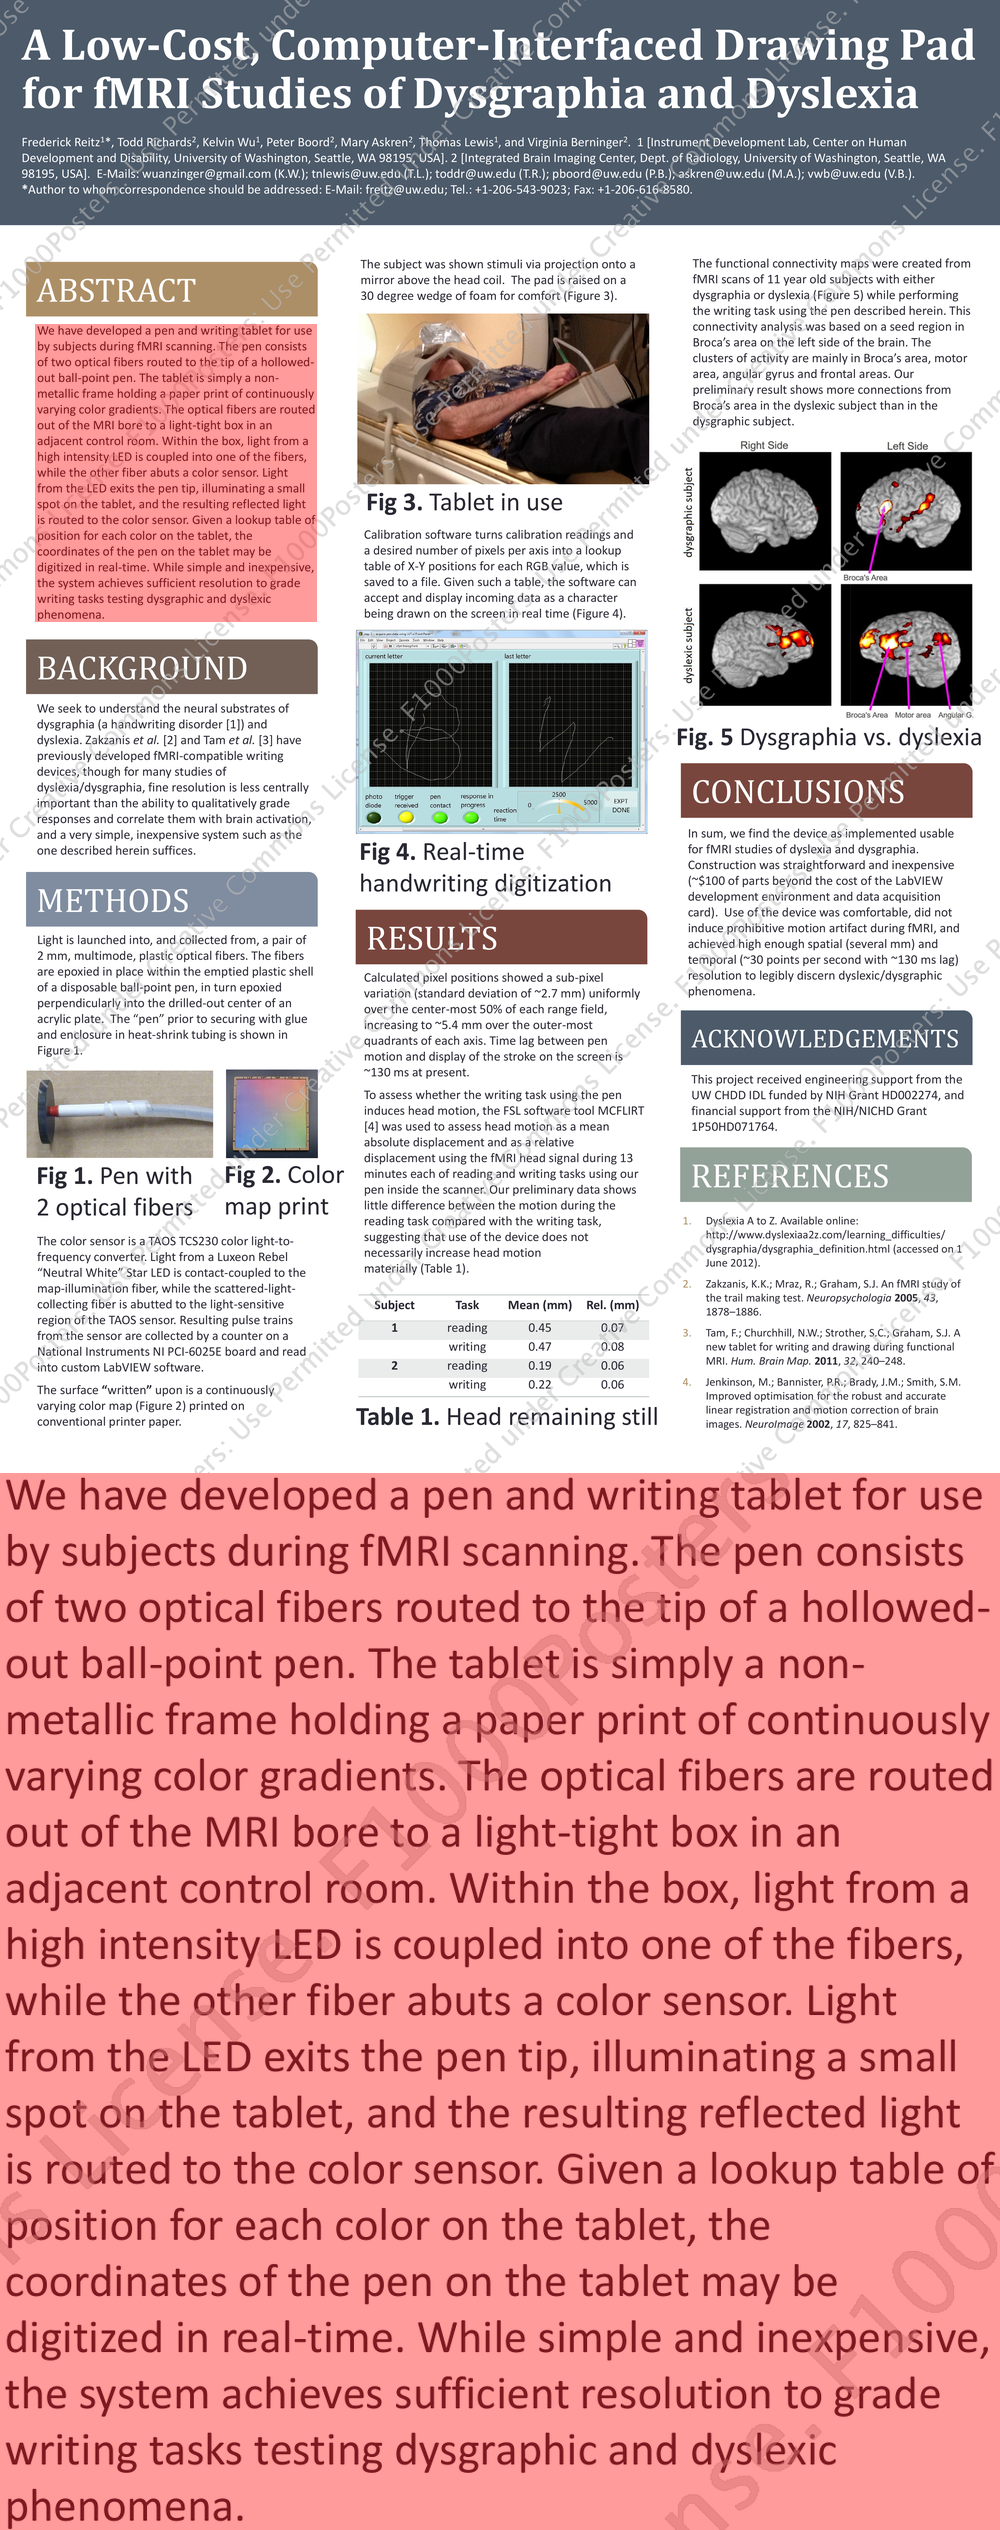 A Low-Cost, Computer-Interfaced Drawing Pad
for fMRI Studies of Dysgraphia and Dyslexia
Frederick Reitz¹*, Todd Richards², Kelvin Wu¹, Peter Boord², Mary Askren², Thomas Lewis¹, and Virginia Berninger². 1 [Instrument Development Lab, Center on Human
Development and Disability, University of Washington, Seattle, WA 98195, USA]. 2 [Integrated Brain Imaging Center, Dept. of Radiology, University of Washington, Seattle, WA
98195, USA]. E-Mails: wuanzinger@gmail.com (K.W.); tnlewis@uw.edu (T.L.); toddr@uw.edu (T.R.); pboord@uw.edu (P.B.); askren@uw.edu (M.A.); vwb@uw.edu (V.B.).
*Author to whom correspondence should be addressed: E-Mail: freitz@uw.edu; Tel.: +1-206-543-9023; Fax: +1-206-616-8580.
ABSTRACT
We have developed a pen and writing tablet for use
by subjects during fMRI scanning. The pen consists
of two optical fibers routed to the tip of a hollowed-
out ball-point pen. The tablet is simply a non-
metallic frame holding a paper print of continuously
varying color gradients. The optical fibers are routed
out of the MRI bore to a light-tight box in an
adjacent control room. Within the box, light from a
high intensity LED is coupled into one of the fibers,
while the other fiber abuts a color sensor. Light
from the LED exits the pen tip, illuminating a small
spot on the tablet, and the resulting reflected light
is routed to the color sensor. Given a lookup table of
position for each color on the tablet, the
coordinates of the pen on the tablet may be
digitized in real-time. While simple and inexpensive,
the system achieves sufficient resolution to grade
writing tasks testing dysgraphic and dyslexic
phenomena.
BACKGROUND
We seek to understand the neural substrates of
dysgraphia (a handwriting disorder [1]) and
dyslexia. Zakzanis et al. [2] and Tam et al. [3] have
previously developed fMRI-compatible writing
devices, though for many studies of
dyslexia/dysgraphia, fine resolution is less centrally
important than the ability to qualitatively grade
responses and correlate them with brain activation,
and a very simple, inexpensive system such as the
one described herein suffices.
METHODS
Light is launched into, and collected from, a pair of
2 mm, multimode, plastic optical fibers. The fibers
are epoxied in place within the emptied plastic shell
of a disposable ball-point pen, in turn epoxied
perpendicularly into the drilled-out center of an
acrylic plate. The “pen” prior to securing with glue
and enclosure in heat-shrink tubing is shown in
Figure 1.
Fig 1. Pen with
2 optical fibers
Fig 2. Color
map print
The color sensor is a TAOS TCS230 color light-to-
frequency converter. Light from a Luxeon Rebel
“Neutral White” Star LED is contact-coupled to the
map-illumination fiber, while the scattered-light-
collecting fiber is abutted to the light-sensitive
region of the TAOS sensor. Resulting pulse trains
from the sensor are collected by a counter on a
National Instruments NI PCI-6025E board and read
into custom LabVIEW software.
The surface “written” upon is a continuously
varying color map (Figure 2) printed on
conventional printer paper.
The subject was shown stimuli via projection onto a
mirror above the head coil. The pad is raised on a
30 degree wedge of foam for comfort (Figure 3).
Fig 3. Tablet in use
Calibration software turns calibration readings and
a desired number of pixels per axis into a lookup
table of X-Y positions for each RGB value, which is
saved to a file. Given such a table, the software can
accept and display incoming data as a character
being drawn on the screen in real time (Figure 4).
current letter
last letter
photo diode
trigger received
pen contact
response in progress
reaction time
0 2500 5000
EXPT DONE
Fig 4. Real-time
handwriting digitization
RESULTS
Calculated pixel positions showed a sub-pixel
variation (standard deviation of ~2.7 mm) uniformly
over the center-most 50% of each range field,
increasing to ~5.4 mm over the outer-most
quadrants of each axis. Time lag between pen
motion and display of the stroke on the screen is
~130 ms at present.
To assess whether the writing task using the pen
induces head motion, the FSL software tool MCFLIRT
[4] was used to assess head motion as a mean
absolute displacement and as a relative
displacement using the fMRI head signal during 13
minutes each of reading and writing tasks using our
pen inside the scanner. Our preliminary data shows
little difference between the motion during the
reading task compared with the writing task,
suggesting that use of the device does not
necessarily increase head motion
materially (Table 1).
Subject Task Mean (mm) Rel. (mm)
1 reading 0.45 0.07
writing 0.47 0.08
2 reading 0.19 0.06
writing 0.22 0.06
Table 1. Head remaining still
The functional connectivity maps were created from
fMRI scans of 11 year old subjects with either
dysgraphia or dyslexia (Figure 5) while performing
the writing task using the pen described herein. This
connectivity analysis was based on a seed region in
Broca’s area on the left side of the brain. The
clusters of activity are mainly in Broca’s area, motor
area, angular gyrus and frontal areas. Our
preliminary result shows more connections from
Broca’s area in the dyslexic subject than in the
dysgraphic subject.
Right Side Left Side
dysgraphic subject
Broca's Area
dyslexic subject
Broca's Area Motor area Angular G.
Fig. 5 Dysgraphia vs. dyslexia
CONCLUSIONS
In sum, we find the device as implemented usable
for fMRI studies of dyslexia and dysgraphia.
Construction was straightforward and inexpensive
(~$100 of parts beyond the cost of the LabVIEW
development environment and data acquisition
card). Use of the device was comfortable, did not
induce prohibitive motion artifact during fMRI, and
achieved high enough spatial (several mm) and
temporal (~30 points per second with ~130 ms lag)
resolution to legibly discern dyslexic/dysgraphic
phenomena.
ACKNOWLEDGEMENTS
This project received engineering support from the
UW CHDD IDL funded by NIH Grant HD002274, and
financial support from the NIH/NICHD Grant
1P50HD071764.
REFERENCES
1. Dyslexia A to Z. Available online:
http://www.dyslexiaa2z.com/learning_difficulties/
dysgraphia/dysgraphia_definition.html (accessed on 1
June 2012).
2. Zakzanis, K.K.; Mraz, R.; Graham, S.J. An fMRI study of
the trail making test. Neuropsychologia 2005, 43,
1878–1886.
3. Tam, F.; Churchill, N.W.; Strother, S.C.; Graham, S.J. A
new tablet for writing and drawing during functional
MRI. Hum. Brain Map. 2011, 32, 240–248.
4. Jenkinson, M.; Bannister, P.R.; Brady, J.M.; Smith, S.M.
Improved optimisation for the robust and accurate
linear registration and motion correction of brain
images. NeuroImage 2002, 17, 825–841.
We have developed a pen and writing tablet for use
by subjects during fMRI scanning. The pen consists
of two optical fibers routed to the tip of a hollowed-
out ball-point pen. The tablet is simply a non-
metallic frame holding a paper print of continuously
varying color gradients. The optical fibers are routed
out of the MRI bore to a light-tight box in an
adjacent control room. Within the box, light from a
high intensity LED is coupled into one of the fibers,
while the other fiber abuts a color sensor. Light
from the LED exits the pen tip, illuminating a small
spot on the tablet, and the resulting reflected light
is routed to the color sensor. Given a lookup table of
position for each color on the tablet, the
coordinates of the pen on the tablet may be
digitized in real-time. While simple and inexpensive,
the system achieves sufficient resolution to grade
writing tasks testing dysgraphic and dyslexic
phenomena.